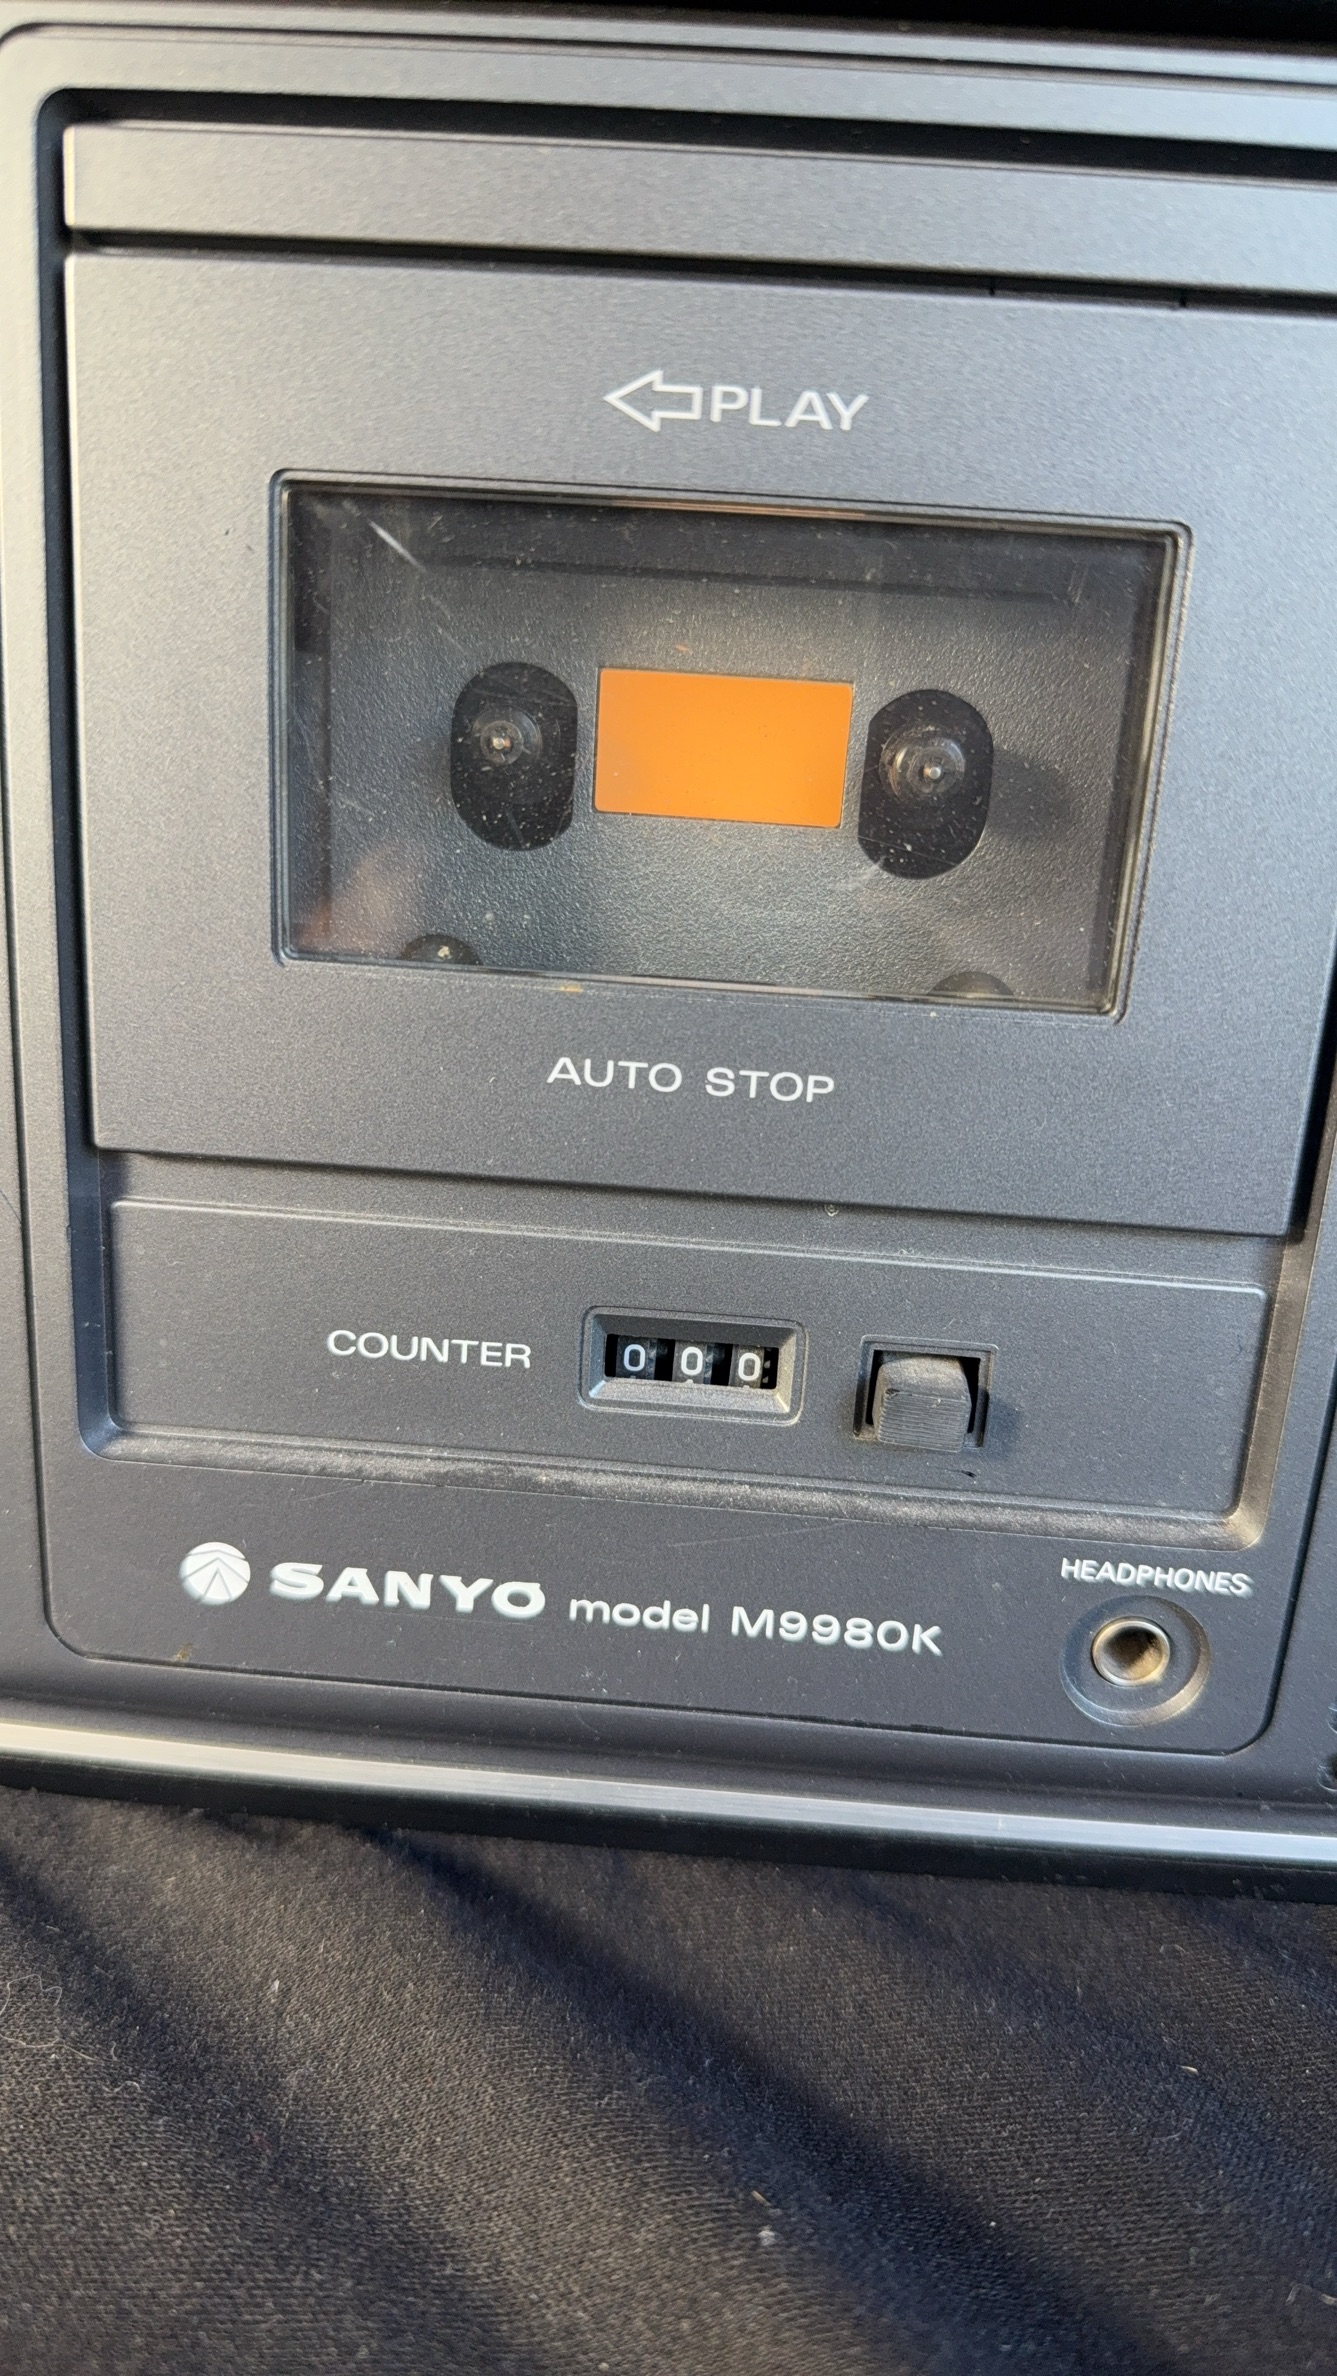 PLAY
AUTO STOP
COUNTER 000
HEADPHONES
SANYO model M9980K